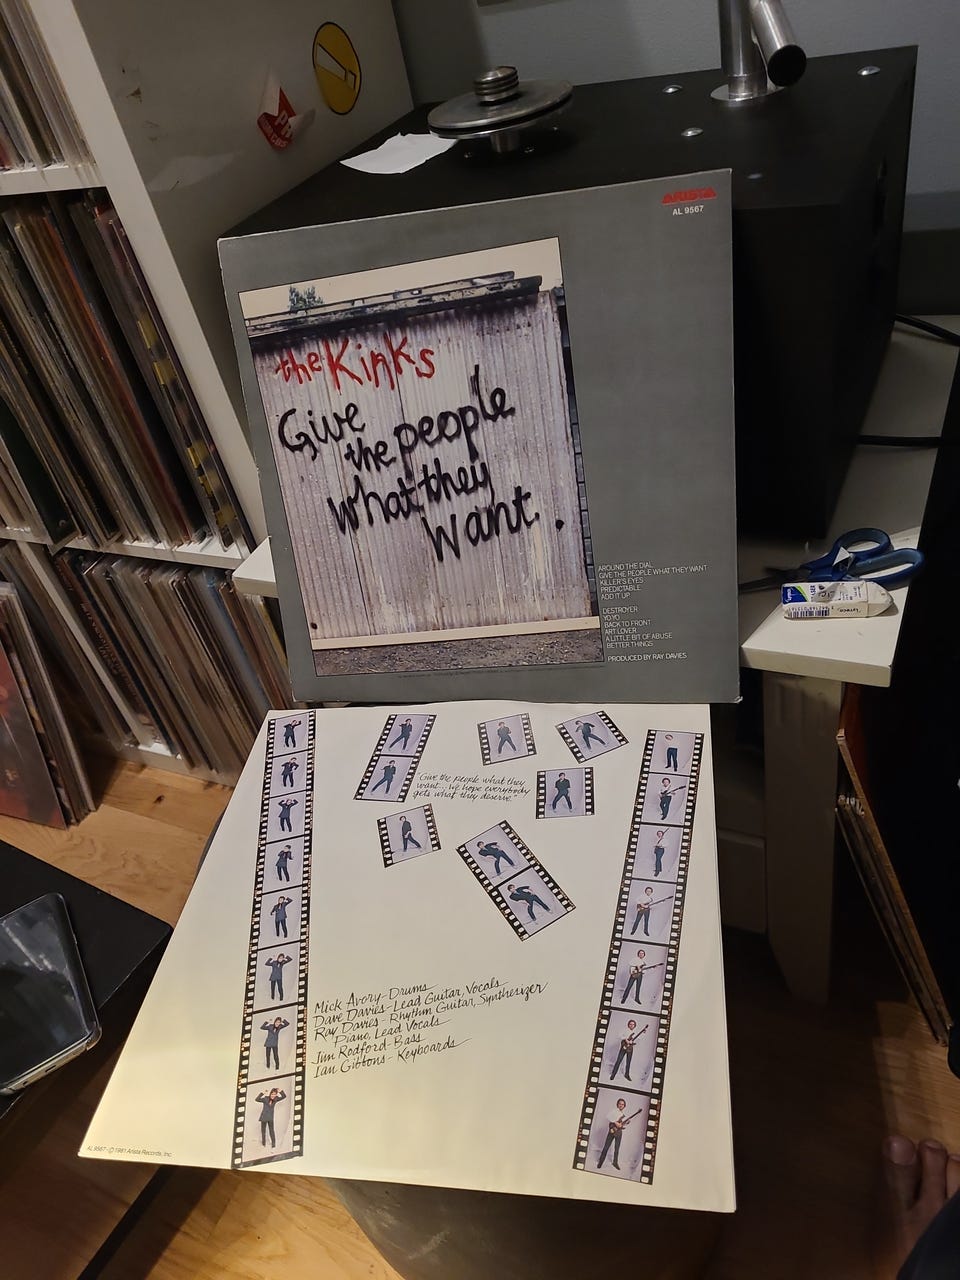 ARISTA
AL 9567
the Kinks
Give
the people
what they
want.
AROUND THE DIAL
GIVE THE PEOPLE WHAT THEY WANT
KILLER'S EYES
PREDICTABLE
ADD IT UP
DESTROYER
YO YO
BACK TO FRONT
ART LOVER
A LITTLE BIT OF ABUSE
BETTER THINGS
PRODUCED BY RAY DAVIES
"Give the people what they
want... we hope everybody
gets what they deserve."
Mick Avory-Drums
Dave Davies-Lead Guitar, Vocals
Ray Davies-Rhythm Guitar, Synthesizer
Piano, Lead Vocals
Jim Rodford-Bass
Ian Gibbons-Keyboards
AL 9567-© 1981 Arista Records, Inc.